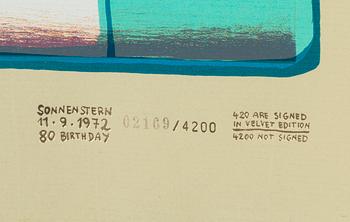 SONNENSTERN
11.9.1972
80 BIRTHDAY
02169/4200
420 ARE SIGNED
IN VELVET EDITION
4200 NOT SIGNED